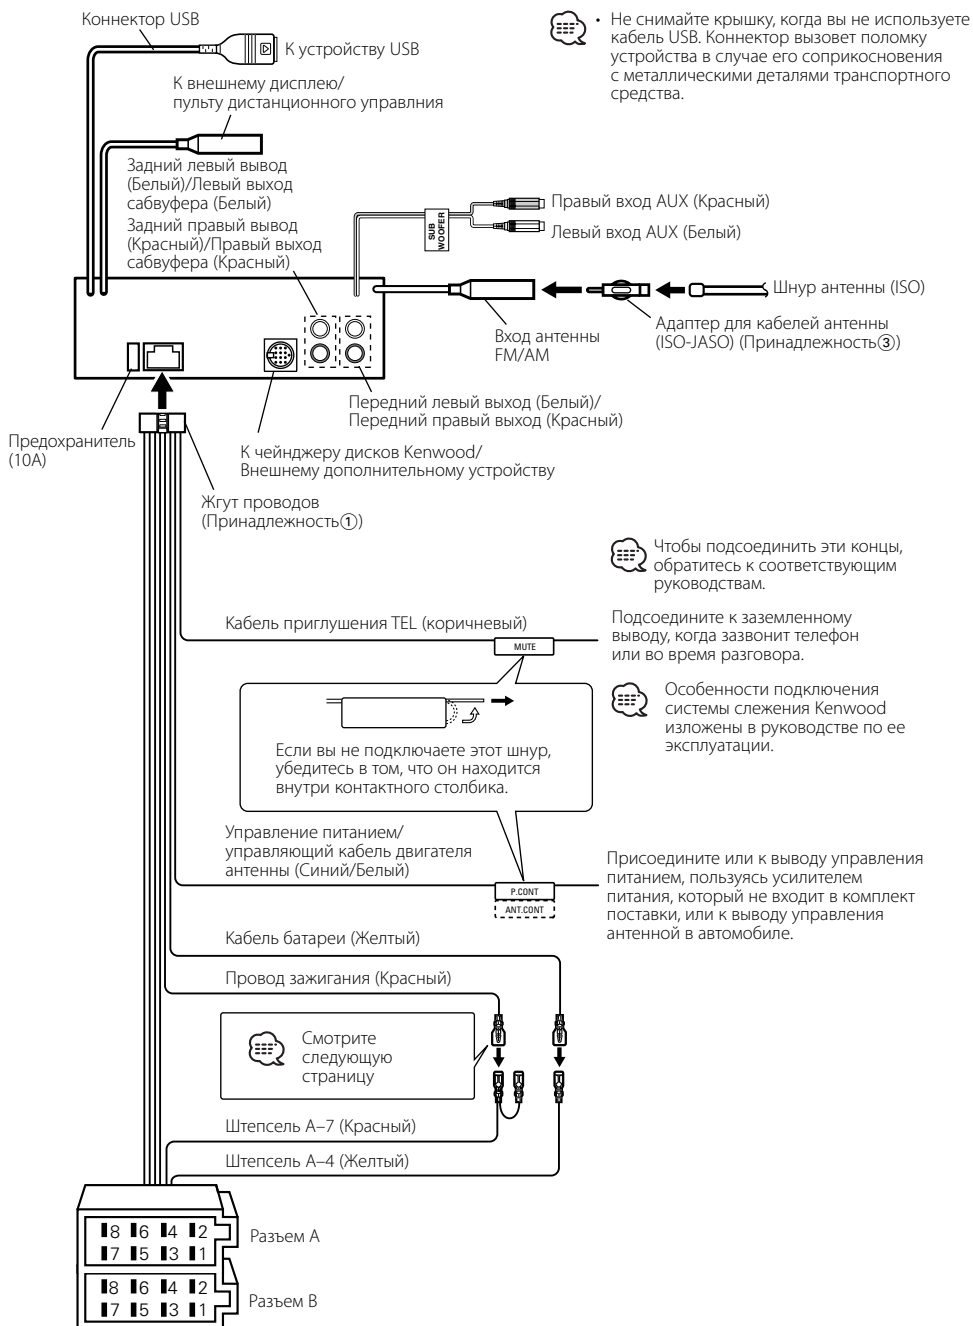 Коннектор USB
К устройству USB
К внешнему дисплею/
пульту дистанционного управлния
• Не снимайте крышку, когда вы не используете
кабель USB. Коннектор вызовет поломку
устройства в случае его соприкосновения
с металлическими деталями транспортного
средства.
Задний левый вывод
(Белый)/Левый выход
сабвуфера (Белый)
Задний правый вывод
(Красный)/Правый выход
сабвуфера (Красный)
SUB
WOOFER
Правый вход AUX (Красный)
Левый вход AUX (Белый)
Шнур антенны (ISO)
Вход антенны
FM/AM
Адаптер для кабелей антенны
(ISO-JASO) (Принадлежность③)
Передний левый выход (Белый)/
Передний правый выход (Красный)
Предохранитель
(10A)
К чейнджеру дисков Kenwood/
Внешнему дополнительному устройству
Жгут проводов
(Принадлежность①)
Чтобы подсоединить эти концы,
обратитесь к соответствующим
руководствам.
Кабель приглушения TEL (коричневый)
MUTE
Подсоедините к заземленному
выводу, когда зазвонит телефон
или во время разговора.
Особенности подключения
системы слежения Kenwood
изложены в руководстве по ее
эксплуатации.
Если вы не подключаете этот шнур,
убедитесь в том, что он находится
внутри контактного столбика.
Управление питанием/
управляющий кабель двигателя
антенны (Синий/Белый)
P.CONT
ANT.CONT
Присоедините или к выводу управления
питанием, пользуясь усилителем
питания, который не входит в комплект
поставки, или к выводу управления
антенной в автомобиле.
Кабель батареи (Желтый)
Провод зажигания (Красный)
Смотрите
следующую
страницу
Штепсель A–7 (Красный)
Штепсель A–4 (Желтый)
8 6 4 2
7 5 3 1
Разъем A
8 6 4 2
7 5 3 1
Разъем B